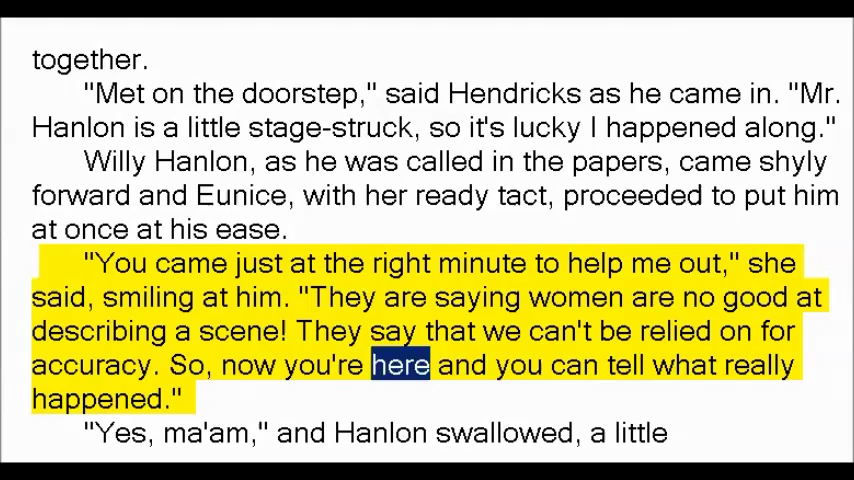 together.
"Met on the doorstep," said Hendricks as he came in. "Mr.
Hanlon is a little stage-struck, so it's lucky I happened along."
Willy Hanlon, as he was called in the papers, came shyly
forward and Eunice, with her ready tact, proceeded to put him
at once at his ease.
"You came just at the right minute to help me out," she
said, smiling at him. "They are saying women are no good at
describing a scene! They say that we can't be relied on for
accuracy. So, now you're here and you can tell what really
happened."
"Yes, ma'am," and Hanlon swallowed, a little